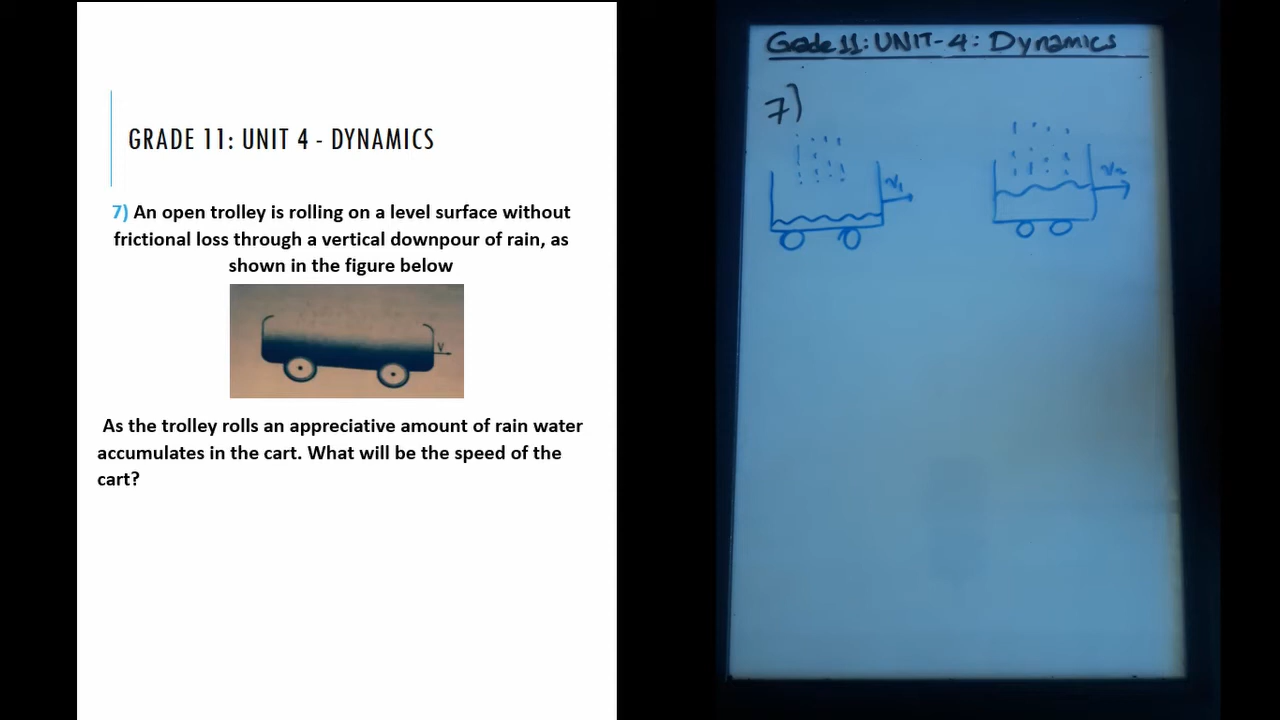 GRADE 11: UNIT 4 - DYNAMICS
7) An open trolley is rolling on a level surface without
frictional loss through a vertical downpour of rain, as
shown in the figure below
V
As the trolley rolls an appreciative amount of rain water
accumulates in the cart. What will be the speed of the
cart?
Grade 11: UNIT-4: Dynamics
7)
v₁
v₂